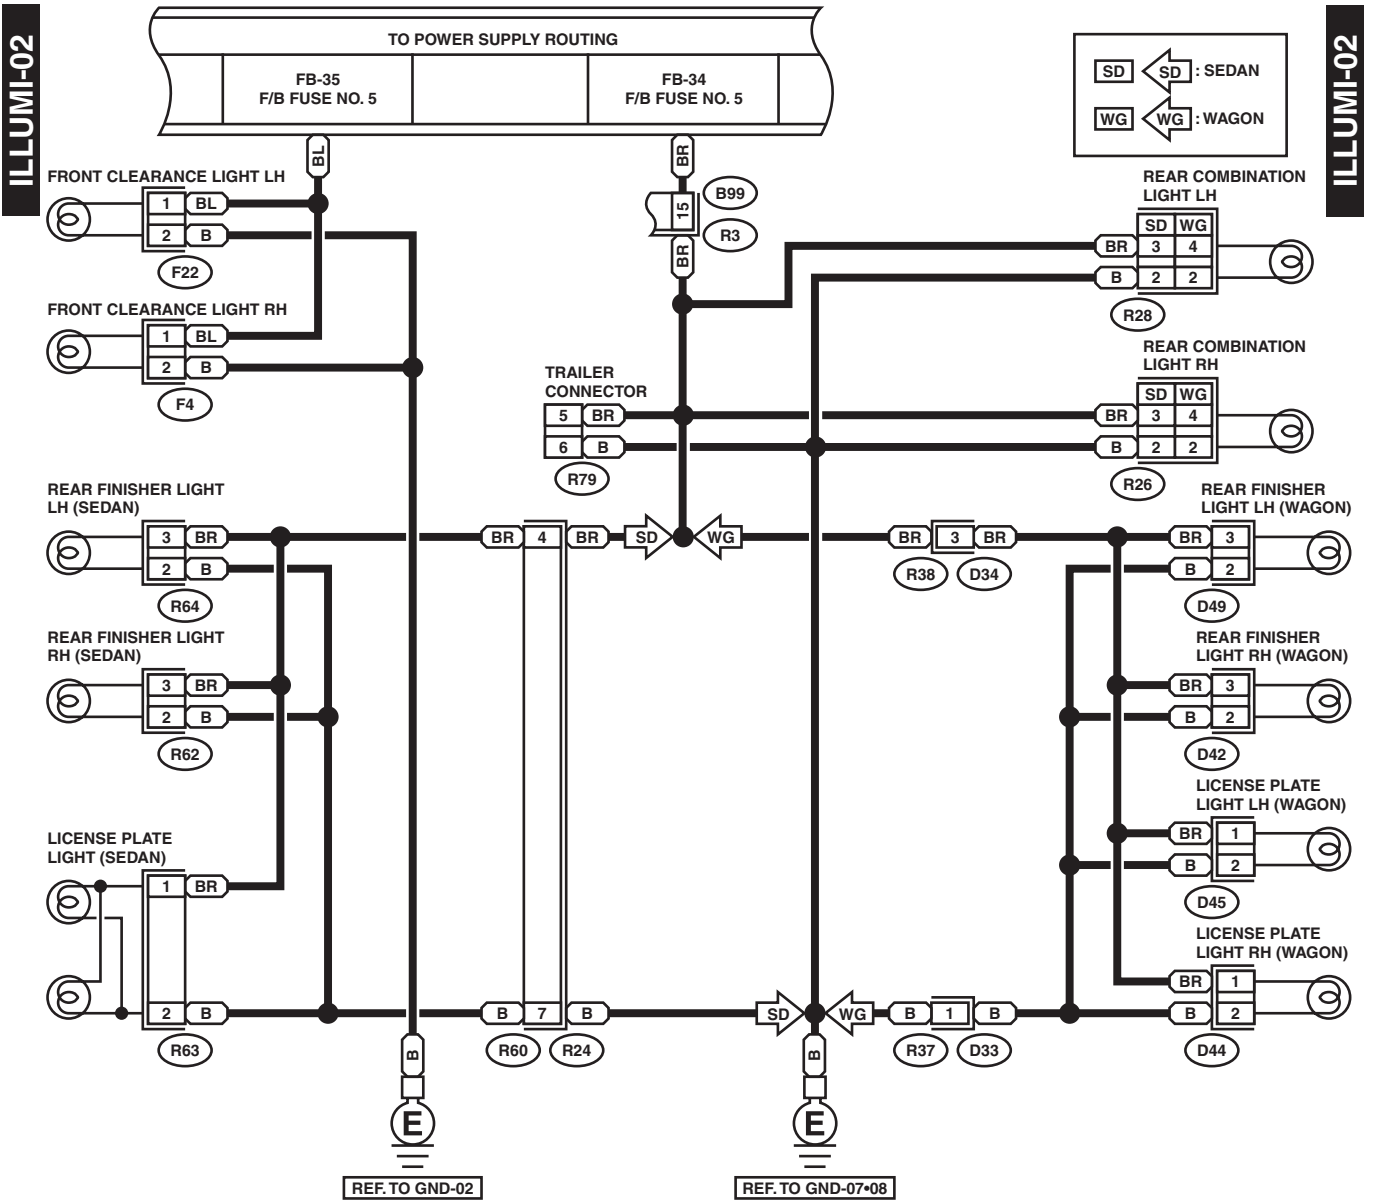 ILLUMI-02
ILLUMI-02
TO POWER SUPPLY ROUTING
FB-35
F/B FUSE NO. 5
FB-34
F/B FUSE NO. 5
SD SD : SEDAN
WG WG : WAGON
BL
BR
15
B99
R3
BR
FRONT CLEARANCE LIGHT LH
1 BL
2 B
F22
FRONT CLEARANCE LIGHT RH
1 BL
2 B
F4
REAR COMBINATION
LIGHT LH
SD WG
BR 3 4
B 2 2
R28
REAR COMBINATION
LIGHT RH
SD WG
BR 3 4
B 2 2
R26
TRAILER
CONNECTOR
5 BR
6 B
R79
REAR FINISHER LIGHT
LH (SEDAN)
3 BR
2 B
R64
BR 4 BR
SD WG
BR 3 BR
R38 D34
REAR FINISHER
LIGHT LH (WAGON)
BR 3
B 2
D49
REAR FINISHER LIGHT
RH (SEDAN)
3 BR
2 B
R62
REAR FINISHER
LIGHT RH (WAGON)
BR 3
B 2
D42
LICENSE PLATE
LIGHT LH (WAGON)
BR 1
B 2
D45
LICENSE PLATE
LIGHT (SEDAN)
1 BR
2 B
R63
B 7 B
R60 R24
SD WG
B 1 B
R37 D33
LICENSE PLATE
LIGHT RH (WAGON)
BR 1
B 2
D44
B
E
REF. TO GND-02
B
E
REF. TO GND-07•08